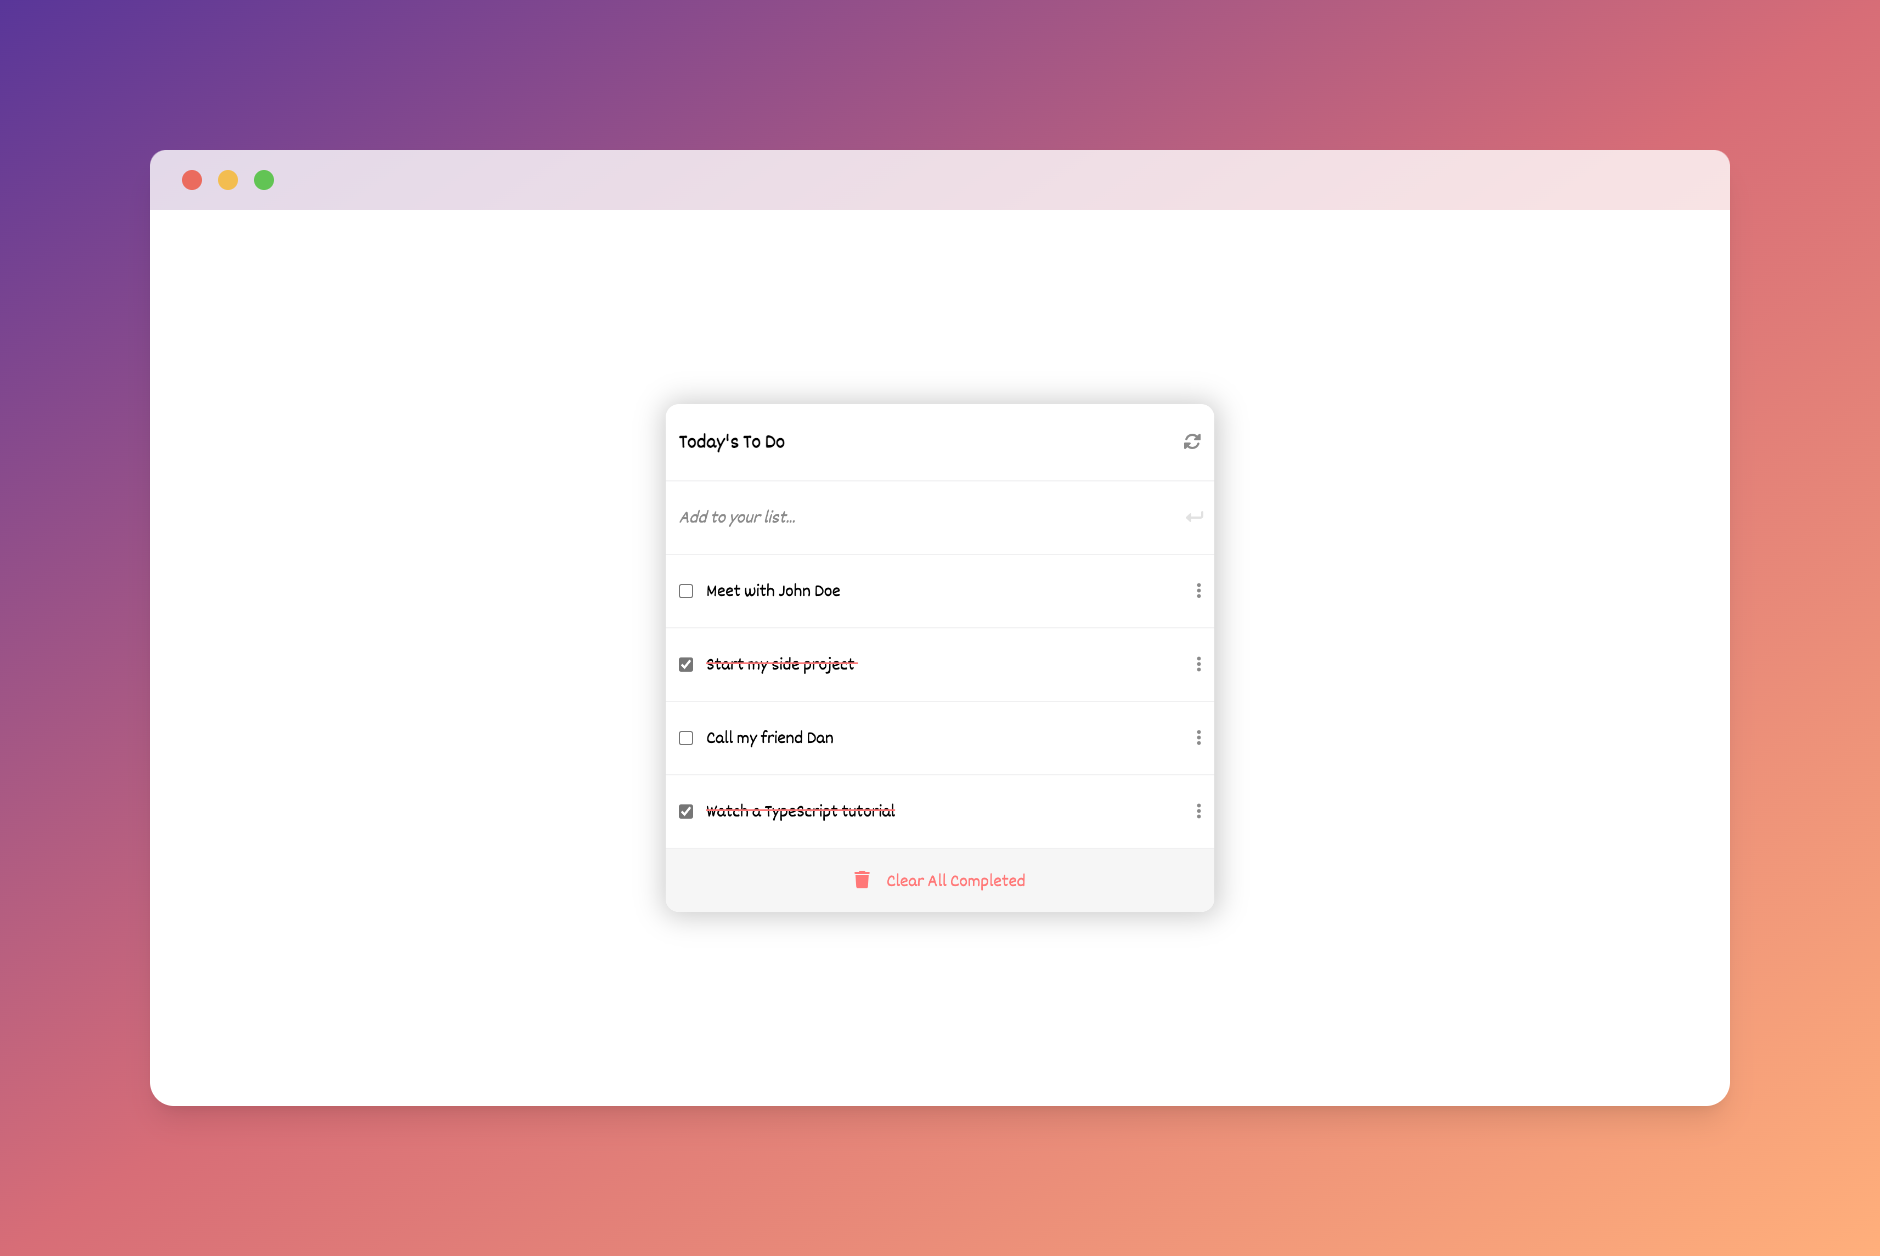 Today's To Do
Add to your list...
Meet with John Doe
Start my side project
Call my friend Dan
Watch a TypeScript tutorial
Clear All Completed